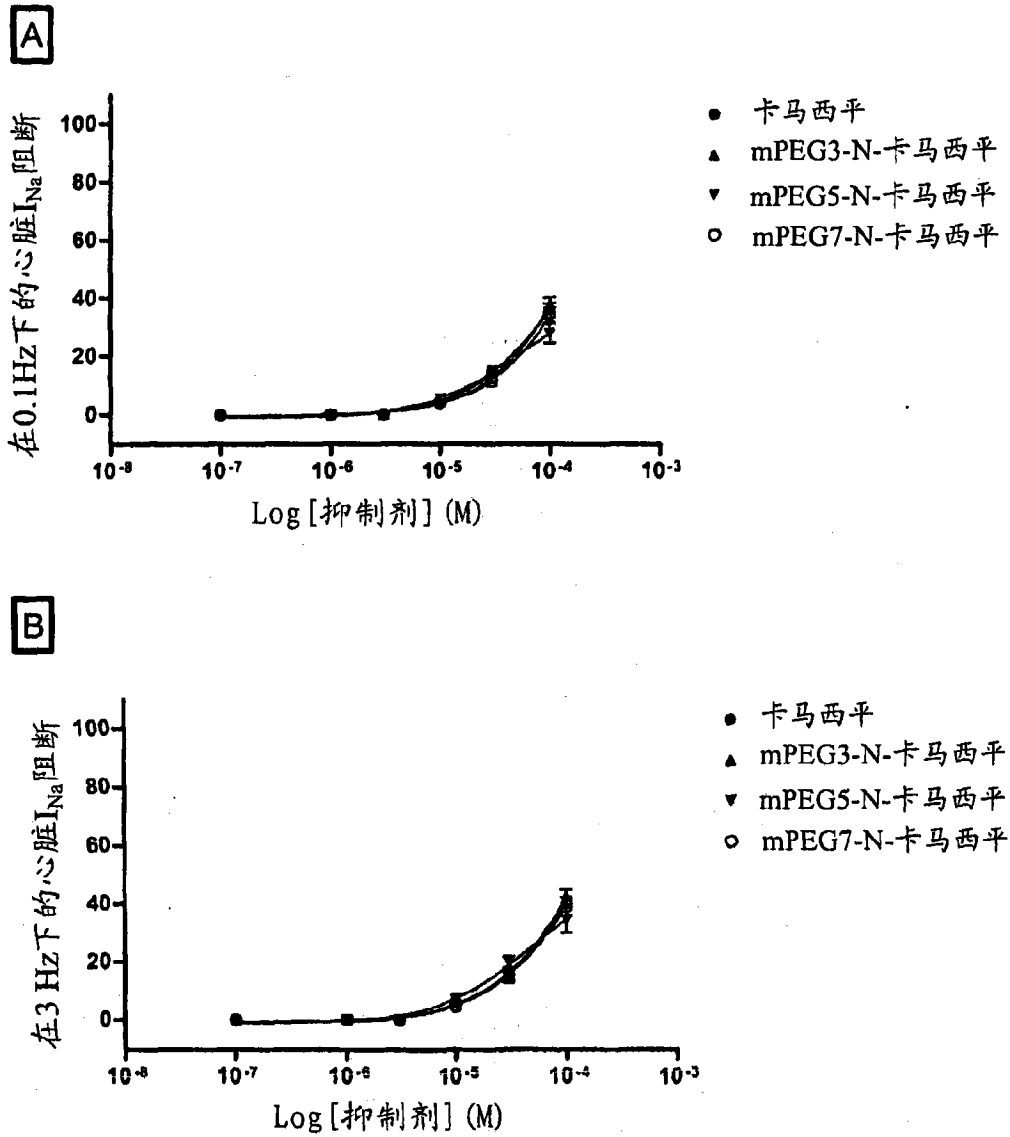 A
在0.1Hz下的心脏I_Na阻断
100
80
60
40
20
0
10^-8 10^-7 10^-6 10^-5 10^-4 10^-3
Log[抑制剂](M)
卡马西平
mPEG3-N-卡马西平
mPEG5-N-卡马西平
mPEG7-N-卡马西平
B
在3 Hz下的心脏I_Na阻断
100
80
60
40
20
0
10^-8 10^-7 10^-6 10^-5 10^-4 10^-3
Log[抑制剂](M)
卡马西平
mPEG3-N-卡马西平
mPEG5-N-卡马西平
mPEG7-N-卡马西平